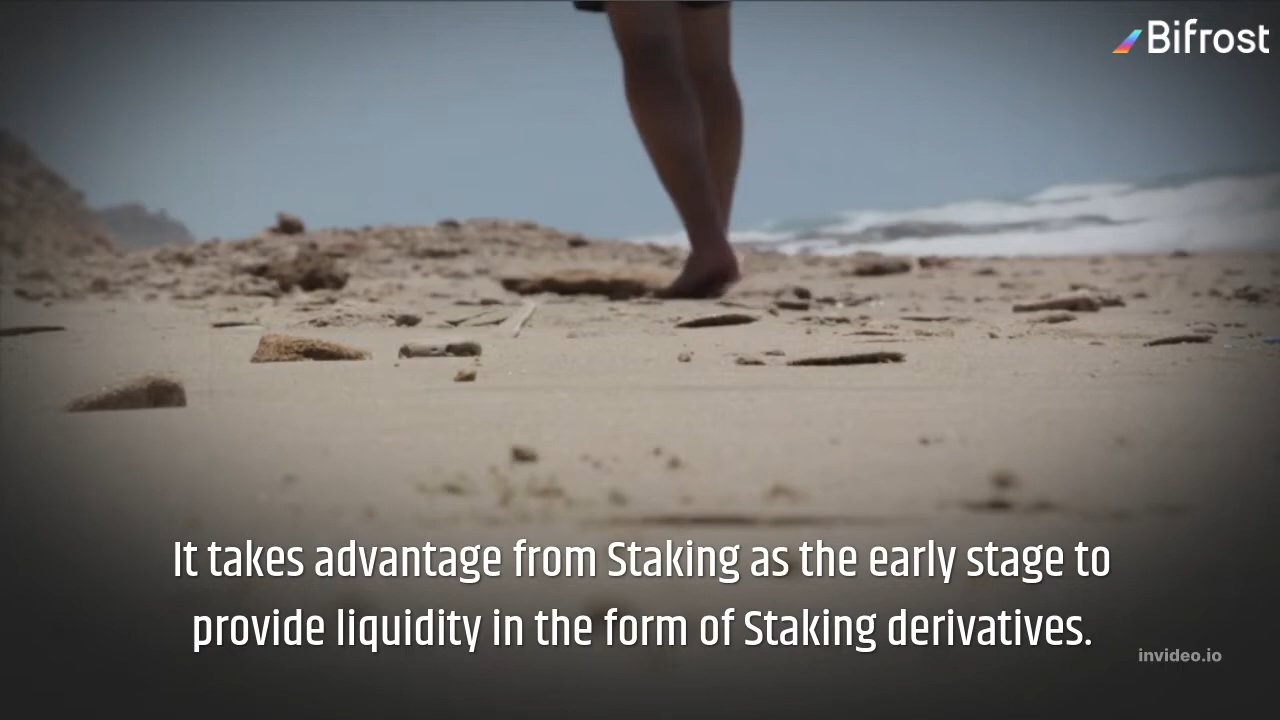 Bifrost
It takes advantage from Staking as the early stage to
provide liquidity in the form of Staking derivatives.
invideo.io